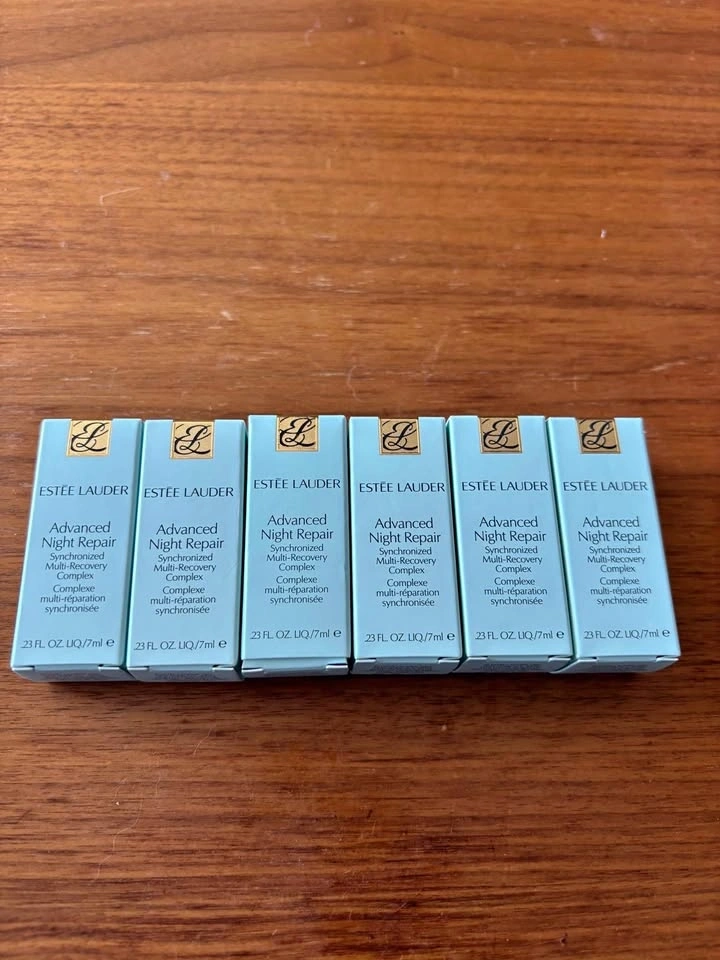 ESTĒE LAUDER
Advanced
Night Repair
Synchronized
Multi-Recovery
Complex
Complexe
multi-réparation
synchronisée
.23 FL. OZ. LIQ./7ml ℮
ESTĒE LAUDER
Advanced
Night Repair
Synchronized
Multi-Recovery
Complex
Complexe
multi-réparation
synchronisée
.23 FL. OZ. LIQ./7ml ℮
ESTĒE LAUDER
Advanced
Night Repair
Synchronized
Multi-Recovery
Complex
Complexe
multi-réparation
synchronisée
.23 FL. OZ. LIQ./7ml ℮
ESTĒE LAUDER
Advanced
Night Repair
Synchronized
Multi-Recovery
Complex
Complexe
multi-réparation
synchronisée
.23 FL. OZ. LIQ./7ml ℮
ESTĒE LAUDER
Advanced
Night Repair
Synchronized
Multi-Recovery
Complex
Complexe
multi-réparation
synchronisée
.23 FL. OZ. LIQ./7ml ℮
ESTĒE LAUDER
Advanced
Night Repair
Synchronized
Multi-Recovery
Complex
Complexe
multi-réparation
synchronisée
.23 FL. OZ. LIQ./7ml ℮